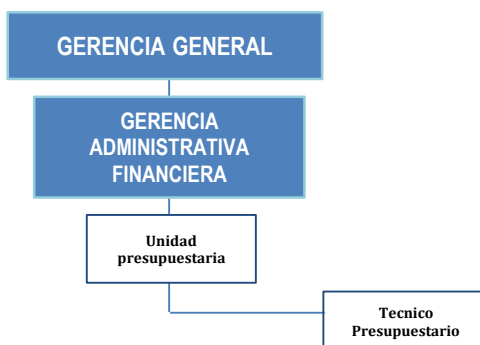 GERENCIA GENERAL
GERENCIA
ADMINISTRATIVA
FINANCIERA
Unidad
presupuestaria
Tecnico
Presupuestario